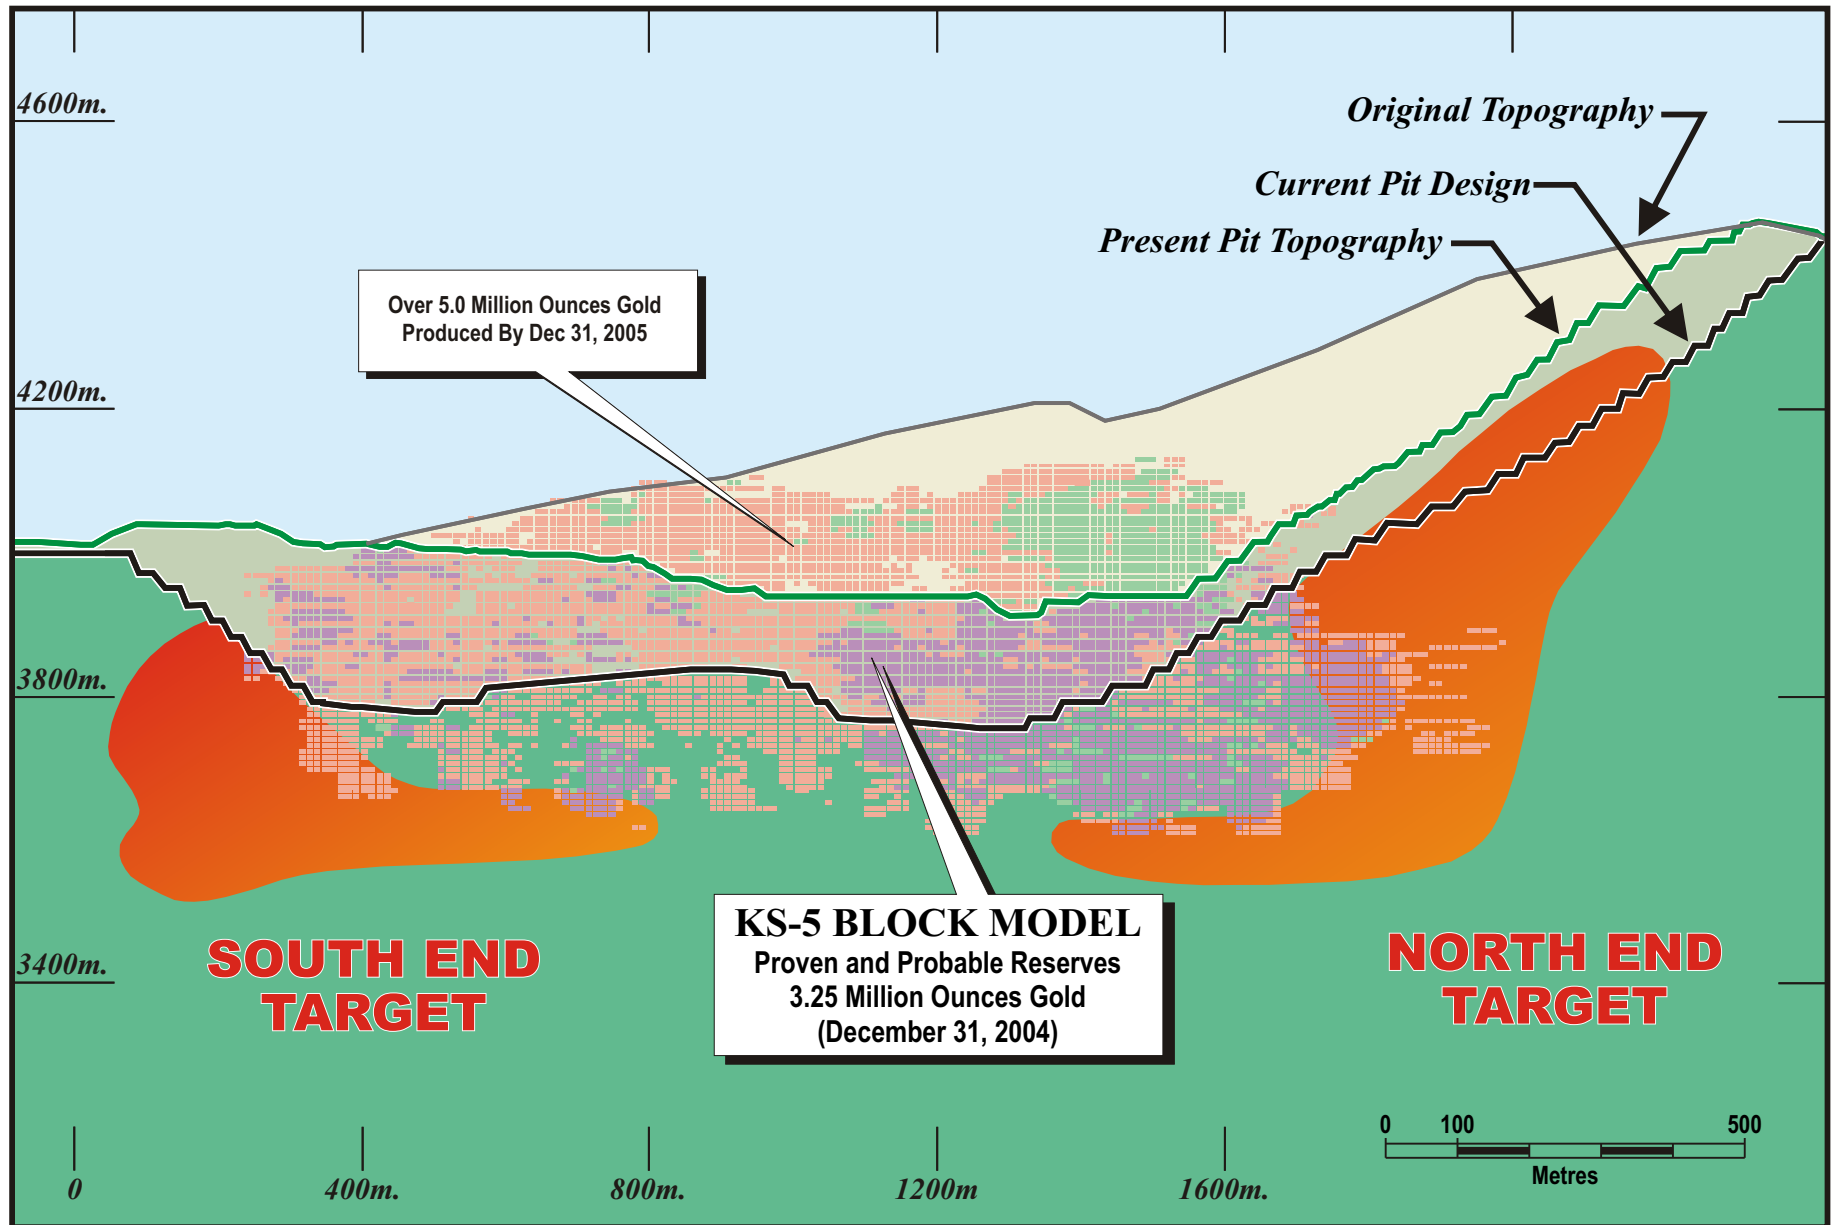 4600m.
Original Topography
Current Pit Design
Present Pit Topography
Over 5.0 Million Ounces Gold
Produced By Dec 31, 2005
4200m.
3800m.
KS-5 BLOCK MODEL
Proven and Probable Reserves
3.25 Million Ounces Gold
(December 31, 2004)
SOUTH END
TARGET
NORTH END
TARGET
3400m.
0 100 500
Metres
0 400m. 800m. 1200m 1600m.